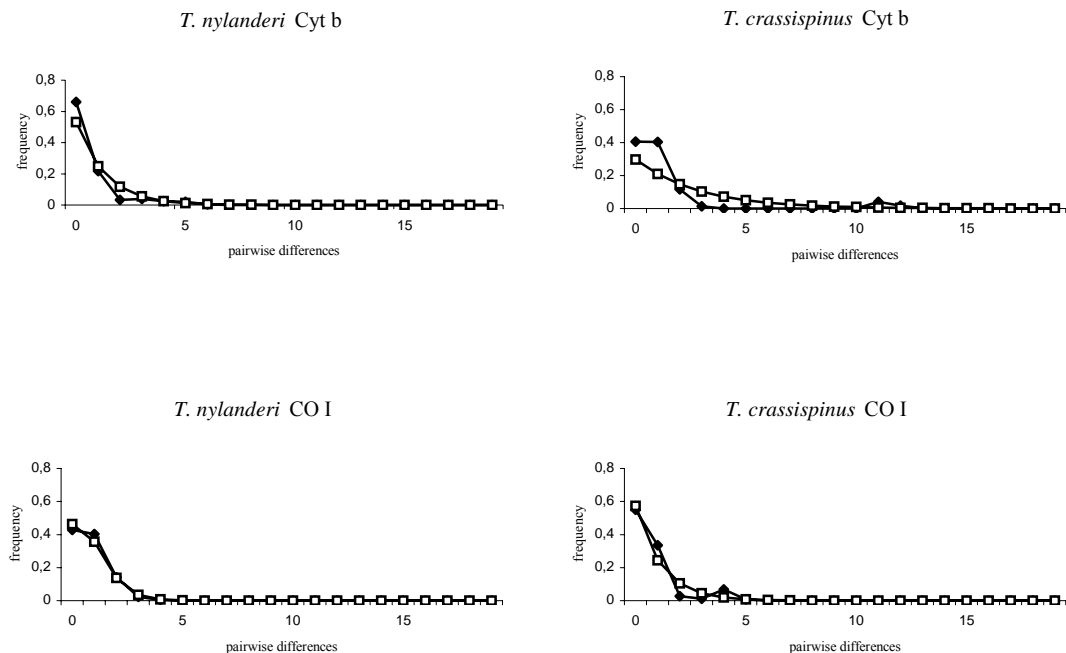 T. nylanderi Cyt b
0,8
0,6
0,4
0,2
0
frequency
0 5 10 15
pairwise differences
T. crassispinus Cyt b
0,8
0,6
0,4
0,2
0
frequency
0 5 10 15
paiwise differences
T. nylanderi CO I
0,8
0,6
0,4
0,2
0
frequency
0 5 10 15
pairwise differences
T. crassispinus CO I
0,8
0,6
0,4
0,2
0
frequency
0 5 10 15
pairwise differences